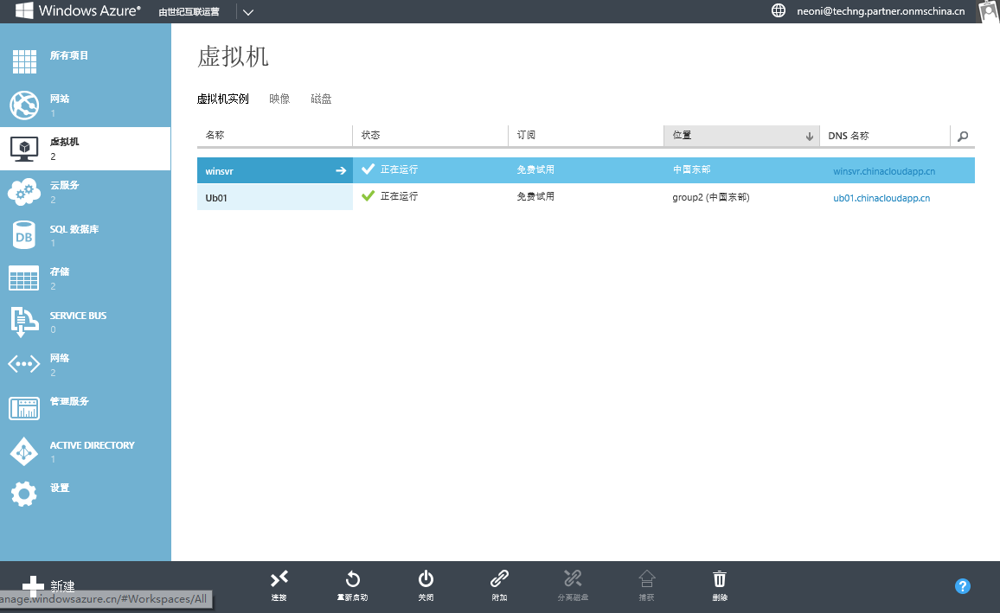 Windows Azure® 由世纪互联运营 neoni@techng.partner.onmschina.cn
所有项目
网站
1
虚拟机
2
云服务
2
SQL 数据库
1
存储
2
SERVICE BUS
0
网络
2
管理服务
ACTIVE DIRECTORY
1
设置
虚拟机
虚拟机实例 映像 磁盘
名称 状态 订阅 位置 DNS 名称
winsvr 正在运行 免费试用 中国东部 winsvr.chinacloudapp.cn
Ub01 正在运行 免费试用 group2 (中国东部) ub01.chinacloudapp.cn
DB
新建
anage.windowsazure.cn/#Workspaces/All
连接 重新启动 关闭 附加 分离磁盘 捕获 删除
?